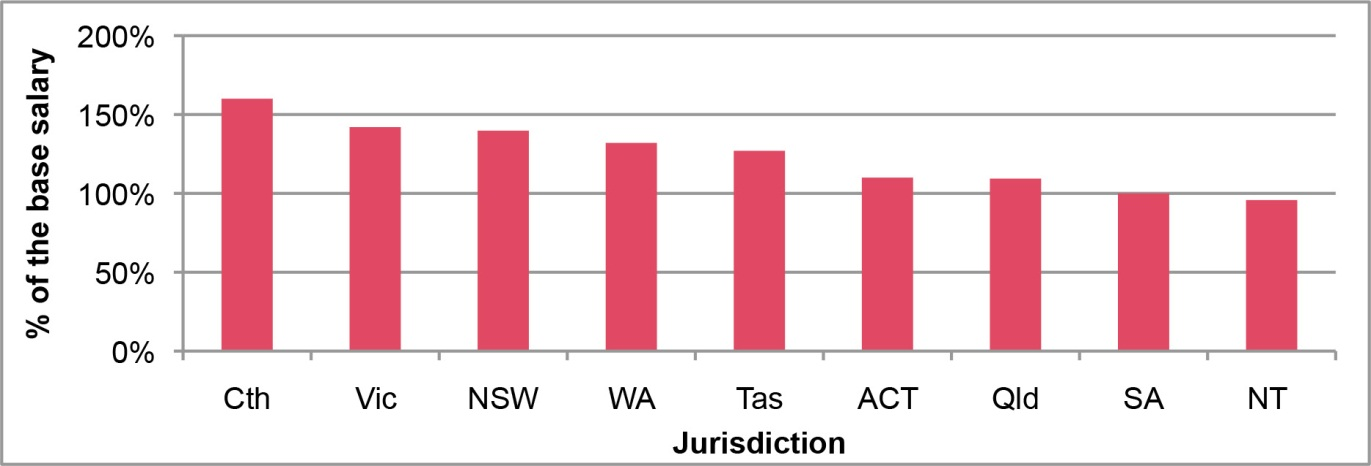 % of the base salary
200%
150%
100%
50%
0%
Cth Vic NSW WA Tas ACT Qld SA NT
Jurisdiction